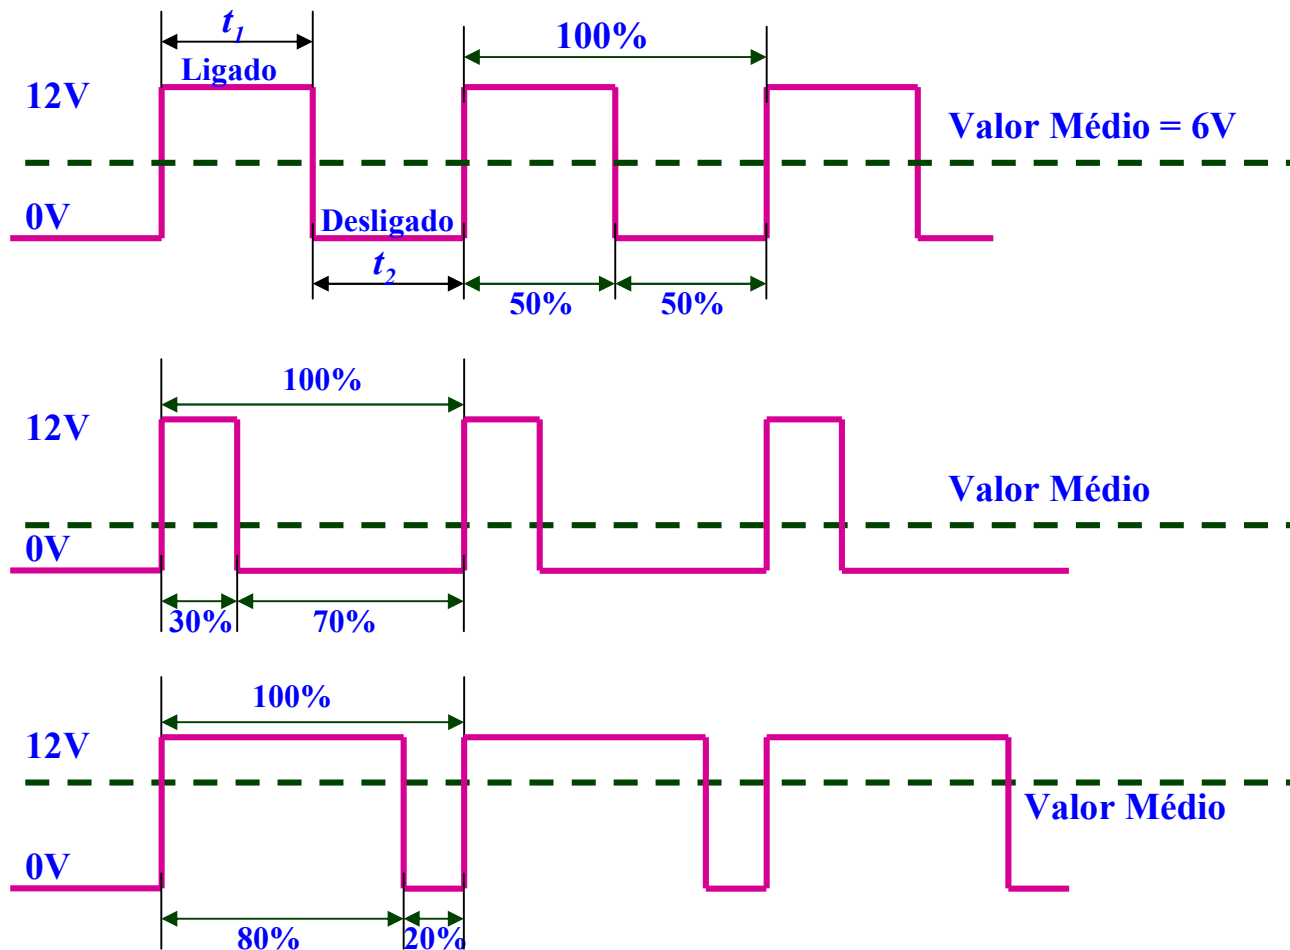 t1
100%
Ligado
12V
Valor Médio = 6V
0V
Desligado
t2
50%
50%
100%
12V
Valor Médio
0V
30%
70%
100%
12V
Valor Médio
0V
80%
20%